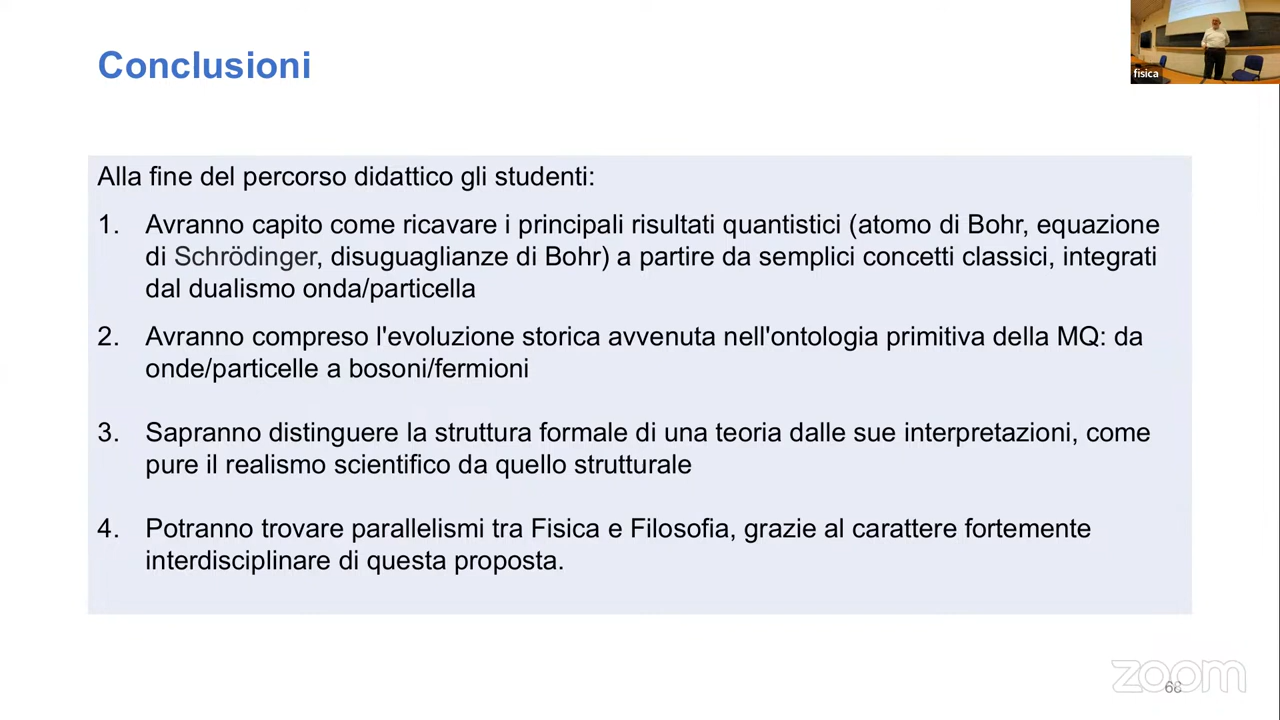 Conclusioni
fisica
Alla fine del percorso didattico gli studenti:
1. Avranno capito come ricavare i principali risultati quantistici (atomo di Bohr, equazione
di Schrödinger, disuguaglianze di Bohr) a partire da semplici concetti classici, integrati
dal dualismo onda/particella
2. Avranno compreso l'evoluzione storica avvenuta nell'ontologia primitiva della MQ: da
onde/particelle a bosoni/fermioni
3. Sapranno distinguere la struttura formale di una teoria dalle sue interpretazioni, come
pure il realismo scientifico da quello strutturale
4. Potranno trovare parallelismi tra Fisica e Filosofia, grazie al carattere fortemente
interdisciplinare di questa proposta.
zoom